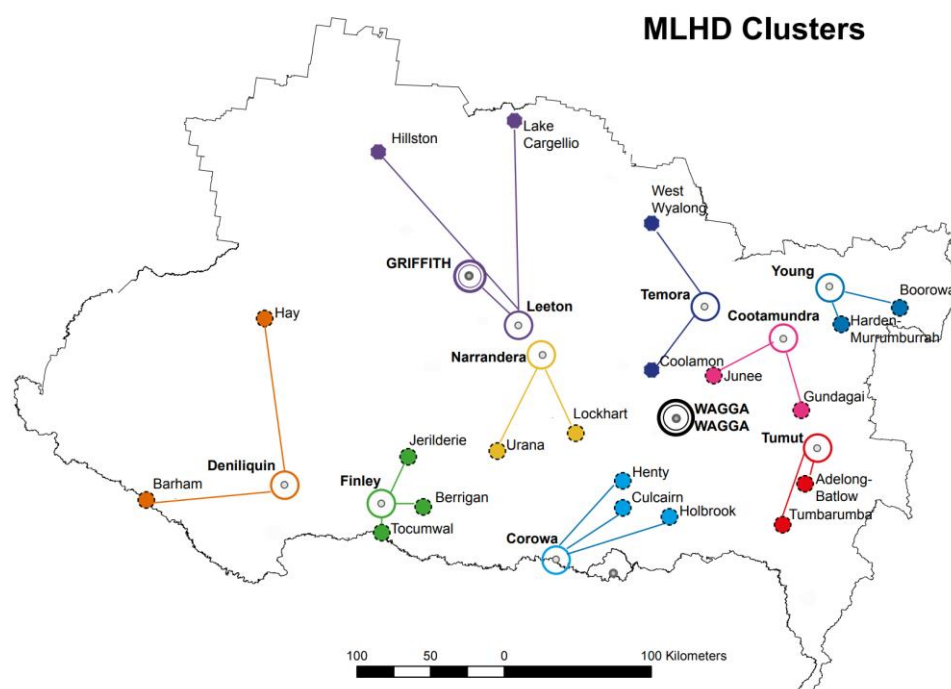 MLHD Clusters
Lake
Cargellio
Hillston
West
Wyalong
GRIFFITH
Young
Boorowa
Leeton
Temora
Cootamundra
Harden-
Murrumburrah
Hay
Narrandera
Coolamon
Junee
Gundagai
WAGGA
WAGGA
Lockhart
Urana
Tumut
Jerilderie
Deniliquin
Finley
Henty
Adelong-
Batlow
Barham
Berrigan
Culcairn
Holbrook
Tumbarumba
Tocumwal
Corowa
100 50 0 100 Kilometers